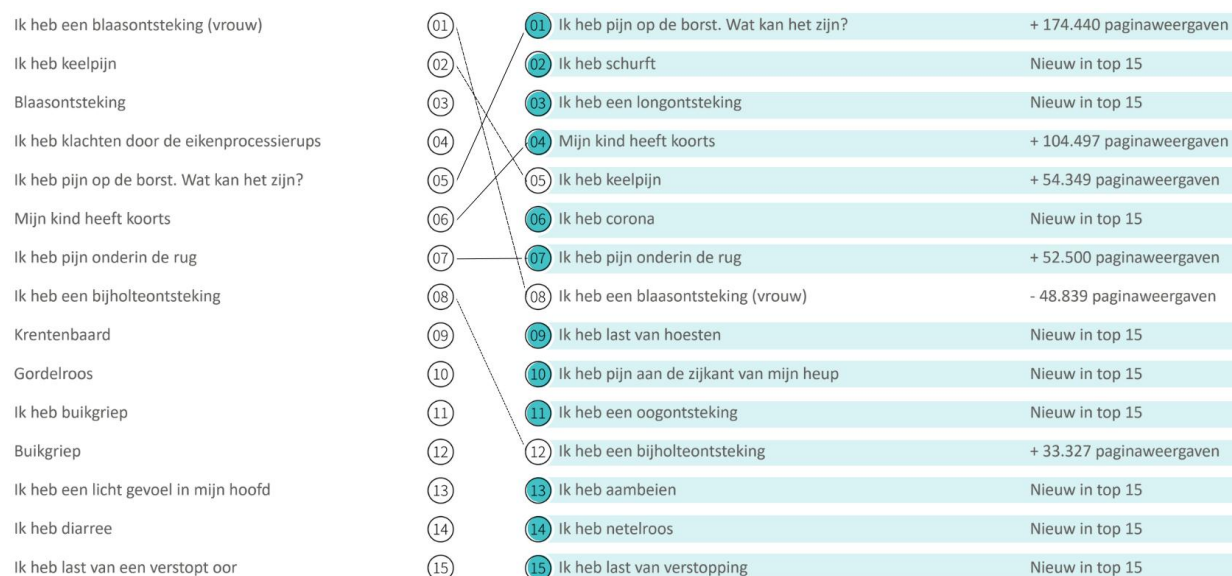 Ik heb een blaasontsteking (vrouw) 01 01 Ik heb pijn op de borst. Wat kan het zijn? + 174.440 paginaweergaven
Ik heb keelpijn 02 02 Ik heb schurft Nieuw in top 15
Blaasontsteking 03 03 Ik heb een longontsteking Nieuw in top 15
Ik heb klachten door de eikenprocessierups 04 04 Mijn kind heeft koorts + 104.497 paginaweergaven
Ik heb pijn op de borst. Wat kan het zijn? 05 05 Ik heb keelpijn + 54.349 paginaweergaven
Mijn kind heeft koorts 06 06 Ik heb corona Nieuw in top 15
Ik heb pijn onderin de rug 07 07 Ik heb pijn onderin de rug + 52.500 paginaweergaven
Ik heb een bijholteontsteking 08 08 Ik heb een blaasontsteking (vrouw) - 48.839 paginaweergaven
Krentenbaard 09 09 Ik heb last van hoesten Nieuw in top 15
Gordelroos 10 10 Ik heb pijn aan de zijkant van mijn heup Nieuw in top 15
Ik heb buikgriep 11 11 Ik heb een oogontsteking Nieuw in top 15
Buikgriep 12 12 Ik heb een bijholteontsteking + 33.327 paginaweergaven
Ik heb een licht gevoel in mijn hoofd 13 13 Ik heb aambeien Nieuw in top 15
Ik heb diarree 14 14 Ik heb netelroos Nieuw in top 15
Ik heb last van een verstopt oor 15 15 Ik heb last van verstopping Nieuw in top 15